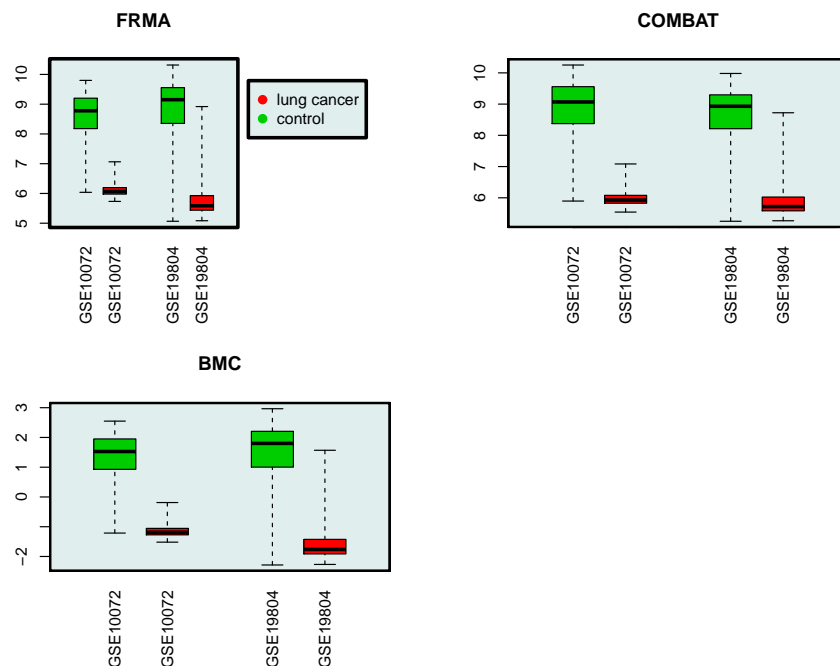 FRMA
10
9
8
7
6
5
GSE10072
GSE10072
GSE19804
GSE19804
lung cancer
control
COMBAT
10
9
8
6
GSE10072
GSE10072
GSE19804
GSE19804
BMC
3
2
1
0
−2
GSE10072
GSE10072
GSE19804
GSE19804